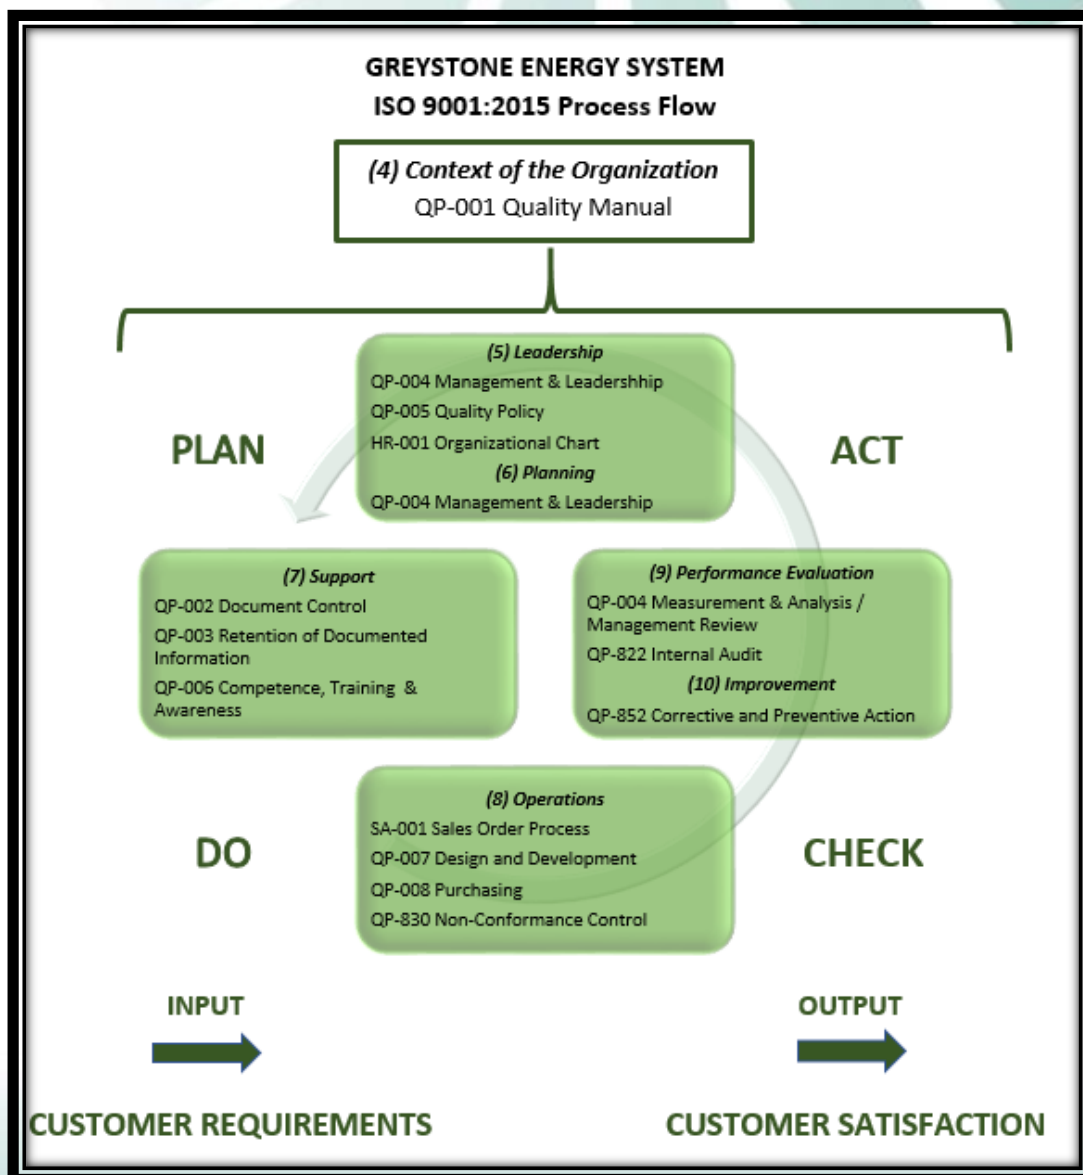 GREYSTONE ENERGY SYSTEM
ISO 9001:2015 Process Flow
(4) Context of the Organization
QP-001 Quality Manual
(5) Leadership
QP-004 Management & Leadershhip
QP-005 Quality Policy
HR-001 Organizational Chart
(6) Planning
QP-004 Management & Leadership
PLAN
ACT
(7) Support
QP-002 Document Control
QP-003 Retention of Documented
Information
QP-006 Competence, Training &
Awareness
(9) Performance Evaluation
QP-004 Measurement & Analysis /
Management Review
QP-822 Internal Audit
(10) Improvement
QP-852 Corrective and Preventive Action
(8) Operations
SA-001 Sales Order Process
QP-007 Design and Development
QP-008 Purchasing
QP-830 Non-Conformance Control
DO
CHECK
INPUT
OUTPUT
CUSTOMER REQUIREMENTS
CUSTOMER SATISFACTION